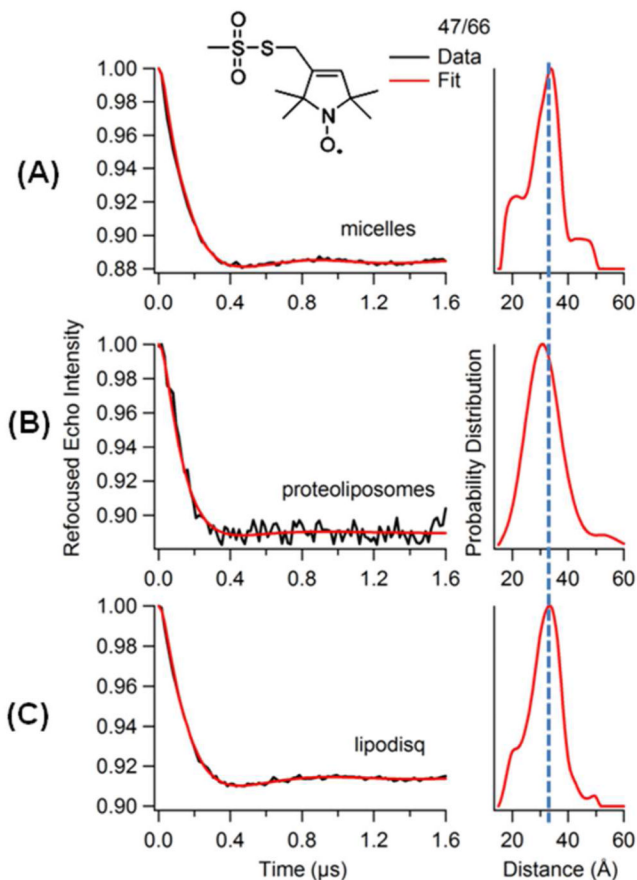 47/66
Data
Fit
O
S
S
O
N
O•
(A)
1.00
0.96
0.92
0.90
0.88
micelles
0.0 0.4 0.8 1.2 1.6
20 40 60
(B)
Refocused Echo Intensity
1.00
0.98
0.96
0.94
0.92
0.90
proteoliposomes
0.0 0.4 0.8 1.2 1.6
Probability Distribution
20 40 60
(C)
1.00
0.98
0.96
0.94
0.92
0.90
lipodisq
0.0 0.4 0.8 1.2 1.6
Time (µs)
20 40 60
Distance (Å)